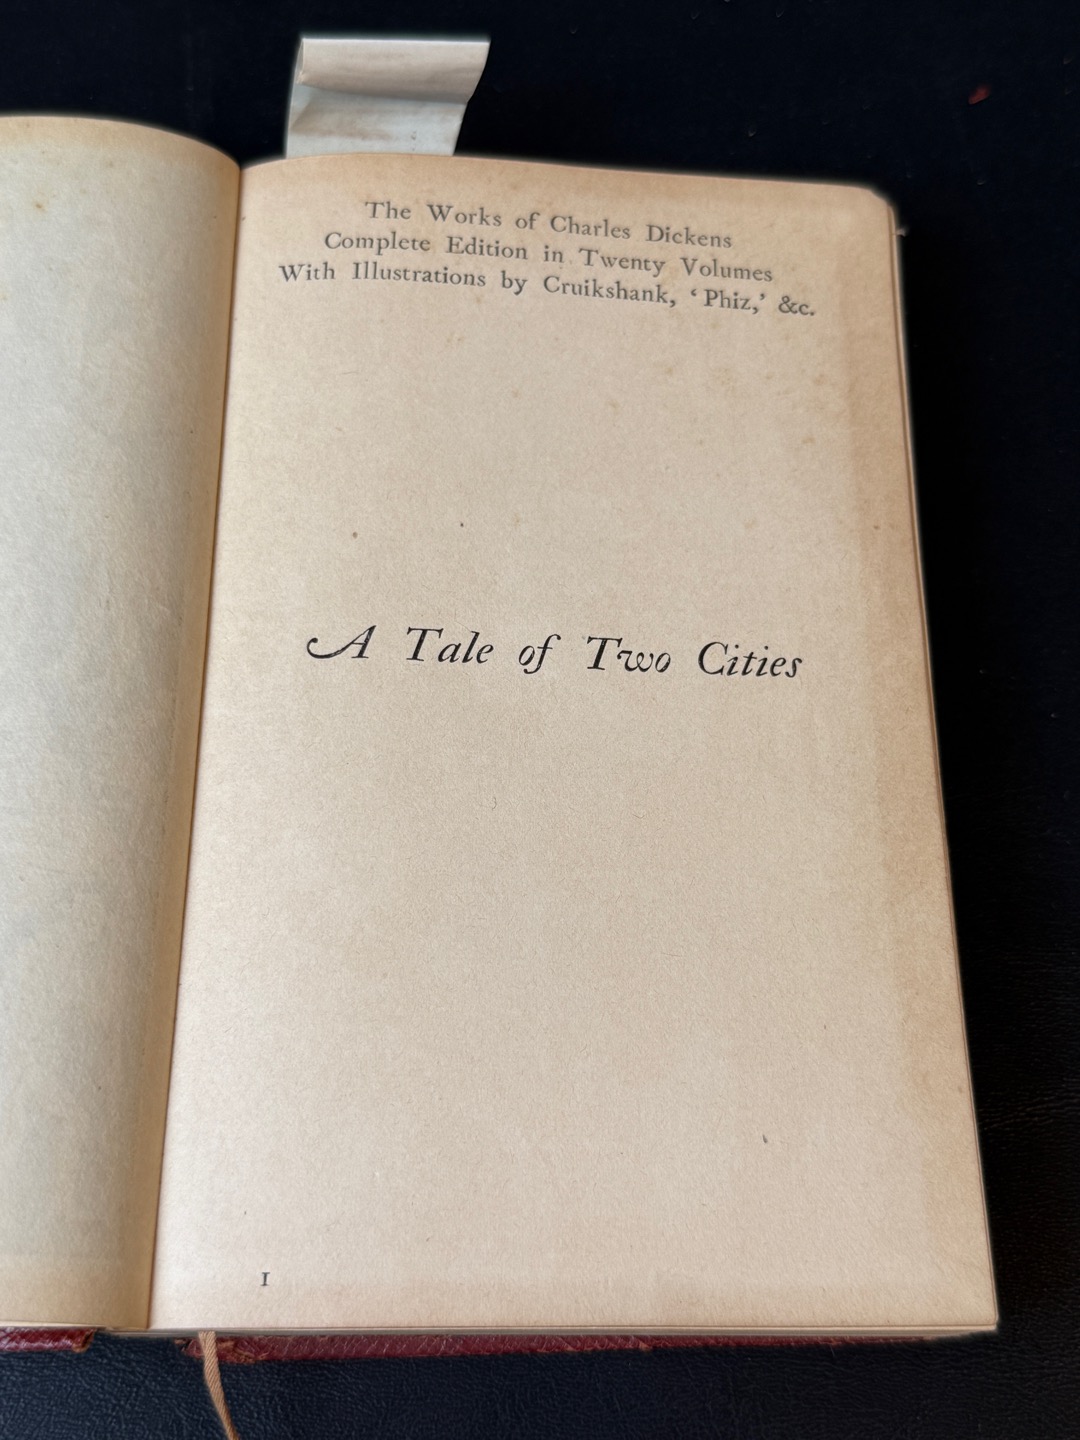 The Works of Charles Dickens
Complete Edition in Twenty Volumes
With Illustrations by Cruikshank, ‘Phiz,’ &c.
A Tale of Two Cities
I